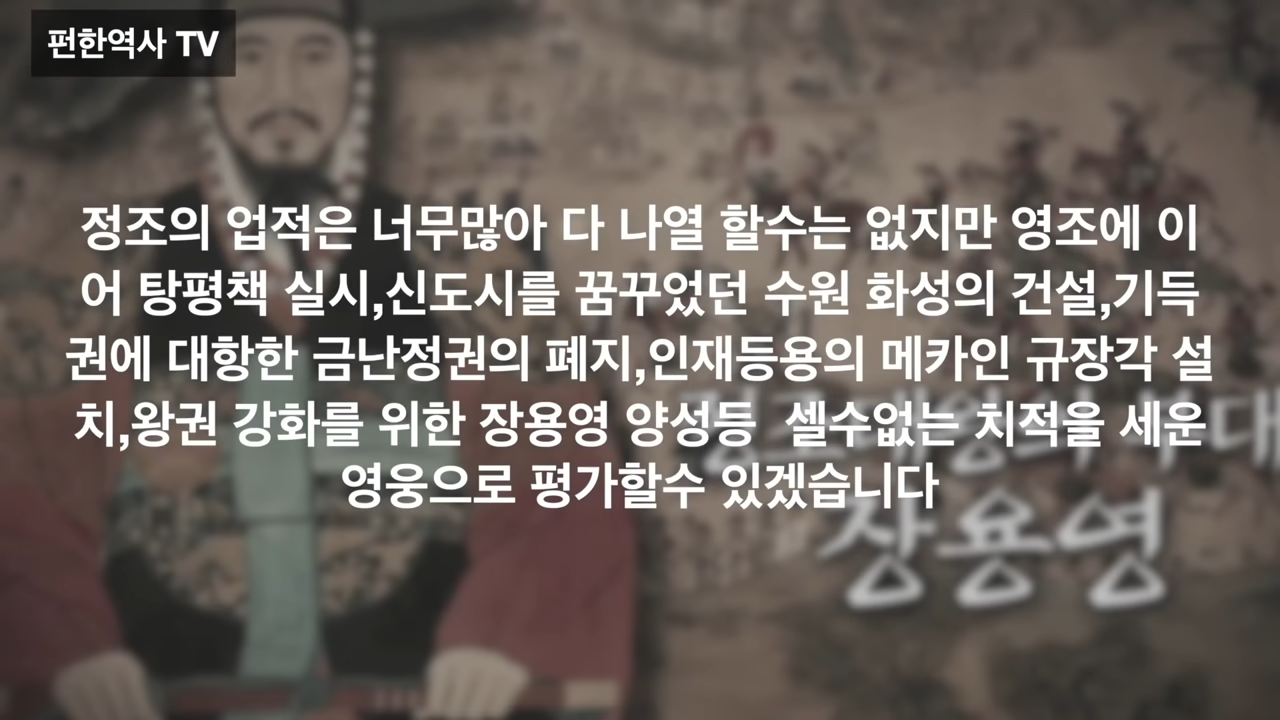 편한역사 TV
정조의 업적은 너무많아 다 나열 할수는 없지만 영조에 이
어 탕평책 실시,신도시를 꿈꾸었던 수원 화성의 건설,기득
권에 대항한 금난정권의 폐지,인재등용의 메카인 규장각 설
치,왕권 강화를 위한 장용영 양성등  셀수없는 치적을 세운
영웅으로 평가할수 있겠습니다
장용영